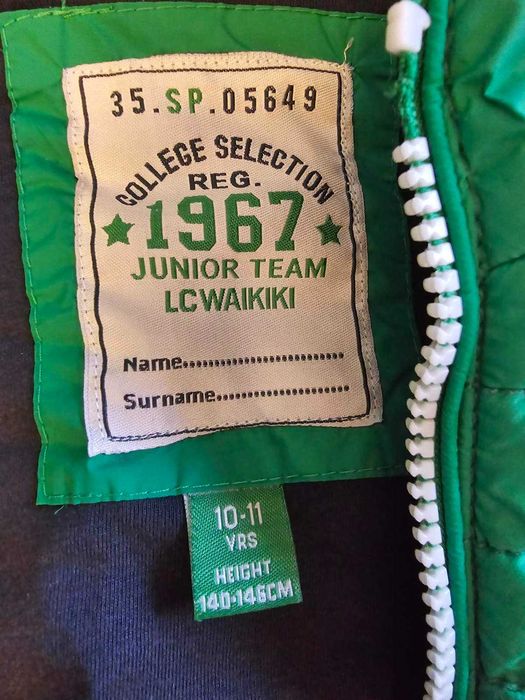 35.SP.05649
COLLEGE SELECTION
REG.
1967
JUNIOR TEAM
LCWAIKIKI
Name.........................
Surname.....................
10-11
YRS
HEIGHT
140-146CM